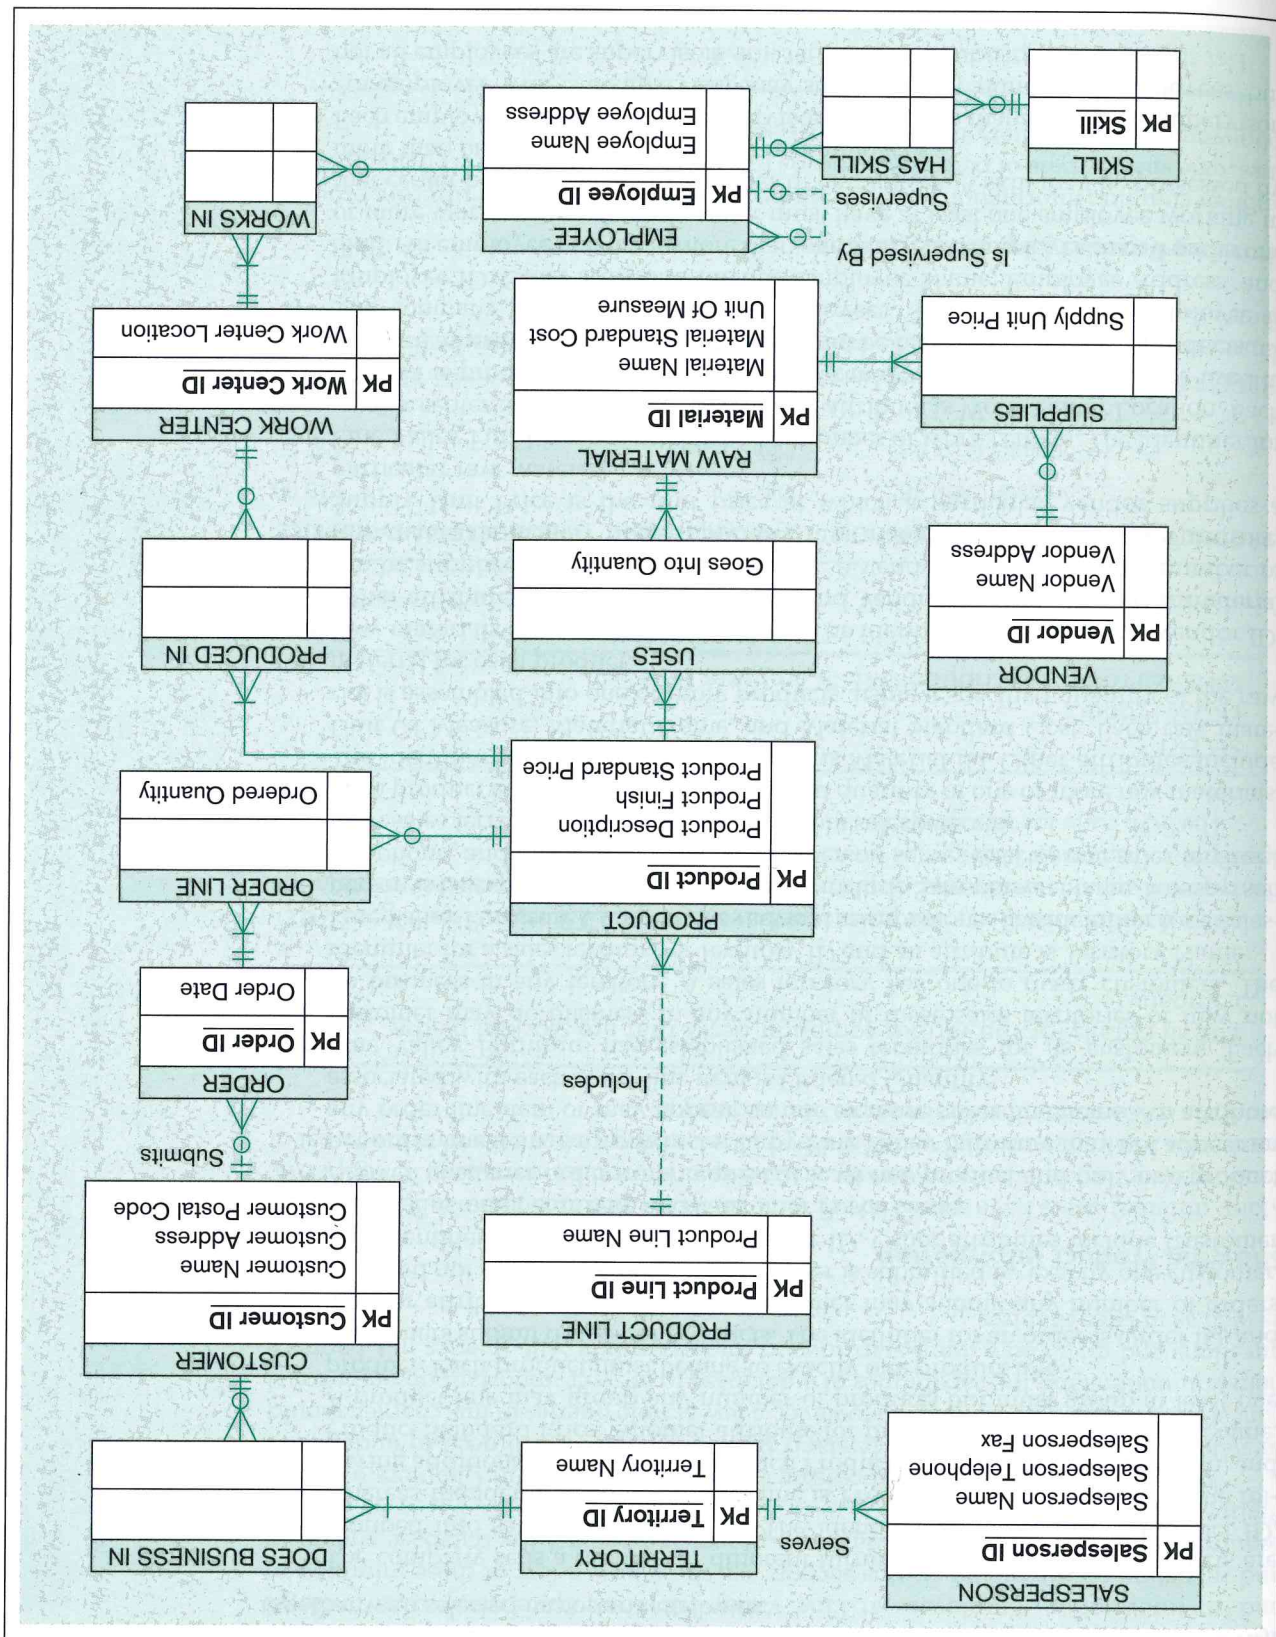 SALESPERSON
PK Salesperson ID
Salesperson Name
Salesperson Telephone
Salesperson Fax
Serves
TERRITORY
PK Territory ID
Territory Name
DOES BUSINESS IN
PRODUCT LINE
PK Product Line ID
Product Line Name
CUSTOMER
PK Customer ID
Customer Name
Customer Address
Customer Postal Code
Submits
Includes
ORDER
PK Order ID
Order Date
PRODUCT
PK Product ID
Product Description
Product Finish
Product Standard Price
ORDER LINE
Ordered Quantity
VENDOR
PK Vendor ID
Vendor Name
Vendor Address
USES
Goes Into Quantity
PRODUCED IN
SUPPLIES
Supply Unit Price
RAW MATERIAL
PK Material ID
Material Name
Material Standard Cost
Unit Of Measure
WORK CENTER
PK Work Center ID
Work Center Location
Is Supervised By
Supervises
EMPLOYEE
PK Employee ID
Employee Name
Employee Address
WORKS IN
SKILL
PK Skill
HAS SKILL